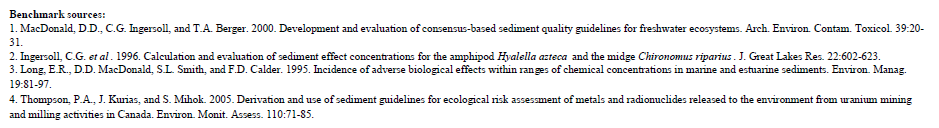 Benchmark sources:
1. MacDonald, D.D., C.G. Ingersoll, and T.A. Berger. 2000. Development and evaluation of consensus-based sediment quality guidelines for freshwater ecosystems. Arch. Environ. Contam. Toxicol. 39:20-
31.
2. Ingersoll, C.G. et al. 1996. Calculation and evaluation of sediment effect concentrations for the amphipod Hyalella azteca and the midge Chironomus riparius. J. Great Lakes Res. 22:602-623.
3. Long, E.R., D.D. MacDonald, S.L. Smith, and F.D. Calder. 1995. Incidence of adverse biological effects within ranges of chemical concentrations in marine and estuarine sediments. Environ. Manag.
19:81-97.
4. Thompson, P.A., J. Kurias, and S. Mihok. 2005. Derivation and use of sediment guidelines for ecological risk assessment of metals and radionuclides released to the environment from uranium mining
and milling activities in Canada. Environ. Monit. Assess. 110:71-85.